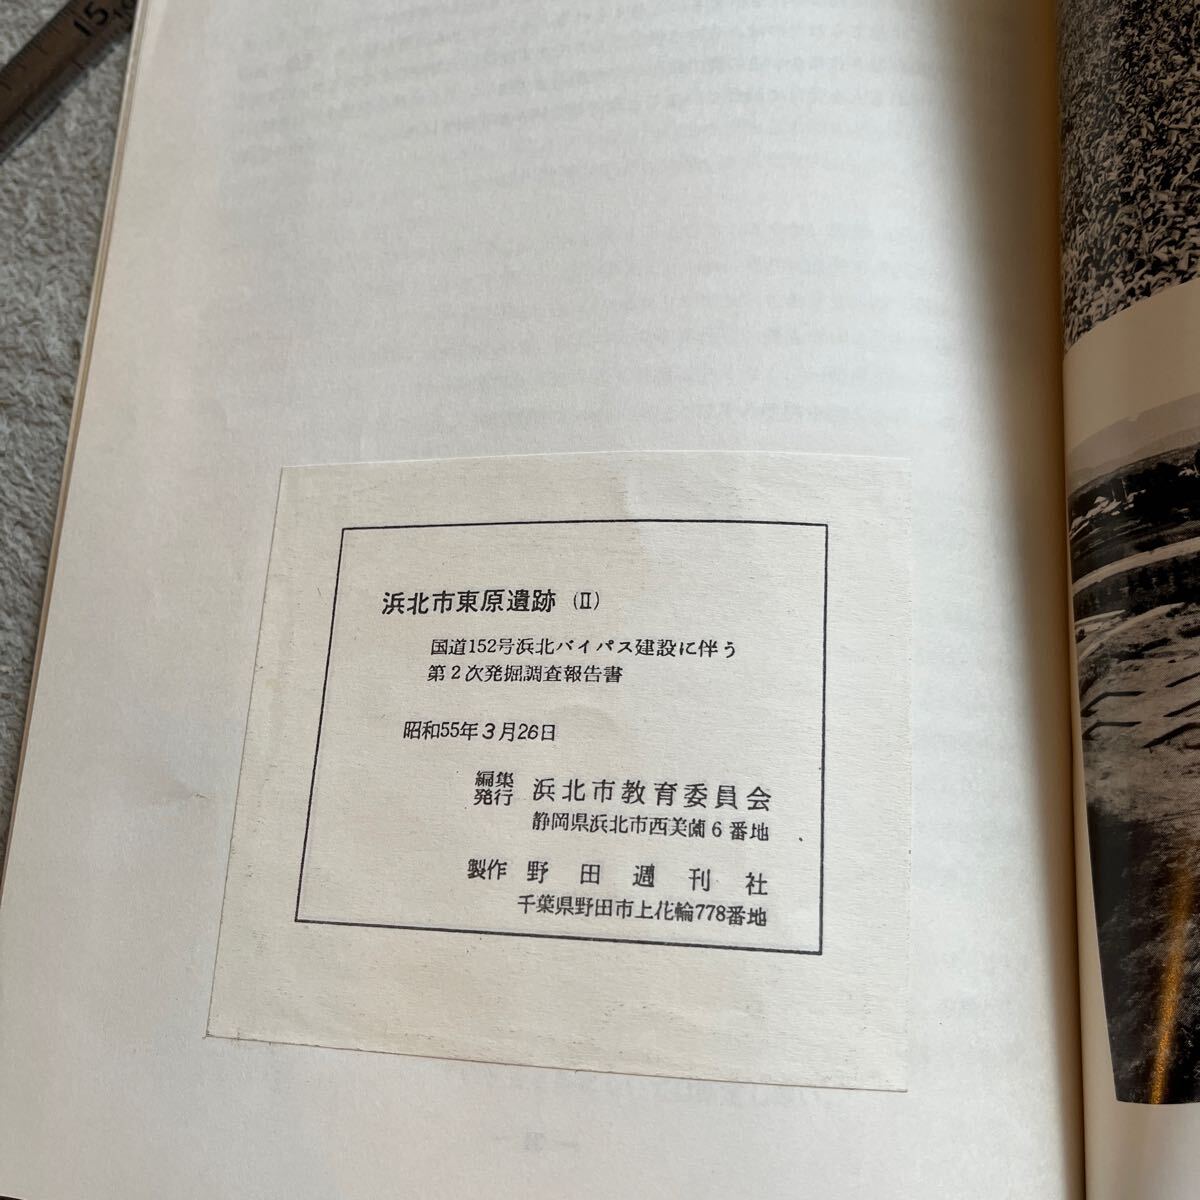 15
浜北市東原遺跡 (II)
国道152号浜北バイパス建設に伴う
第2次発掘調査報告書
昭和55年3月26日
編集
発行 浜北市教育委員会
静岡県浜北市西美薗6番地
製作 野田週刊社
千葉県野田市上花輪778番地